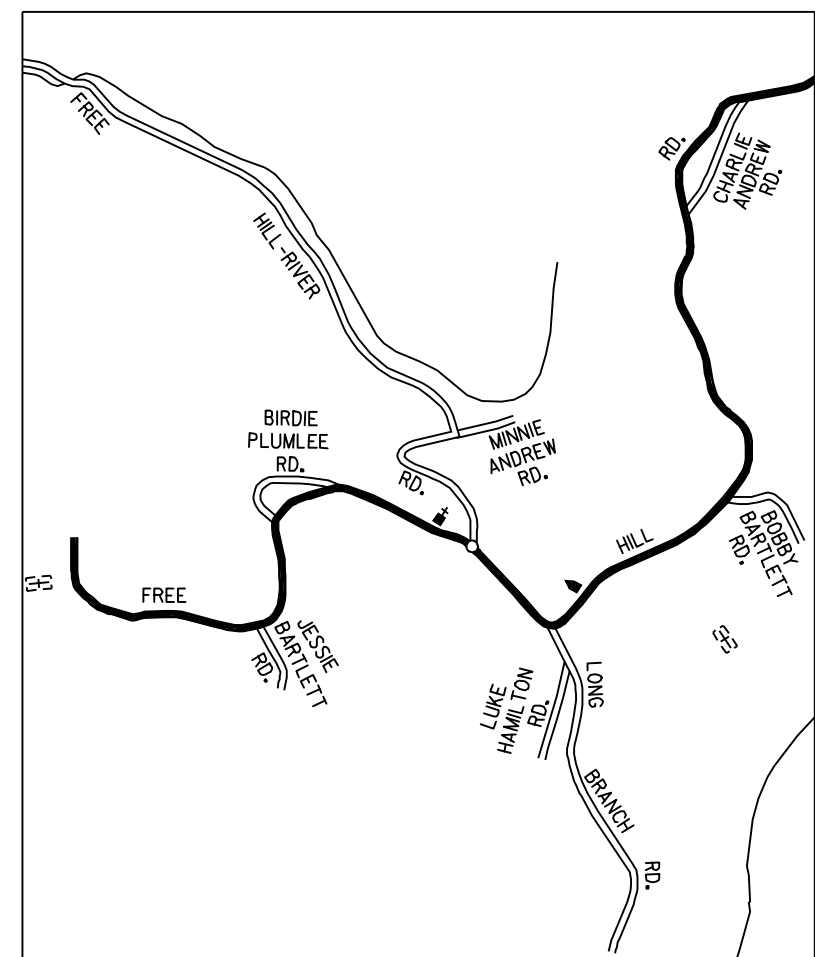 FREE
HILL-RIVER
RD.
CHARLIE
ANDREW
RD.
RD.
BIRDIE
PLUMLEE
RD.
MINNIE
ANDREW
RD.
FREE
HILL
BOBBY
BARTLETT
RD.
JESSIE
BARTLETT
RD.
LUKE
HAMILTON
RD.
LONG
BRANCH
RD.